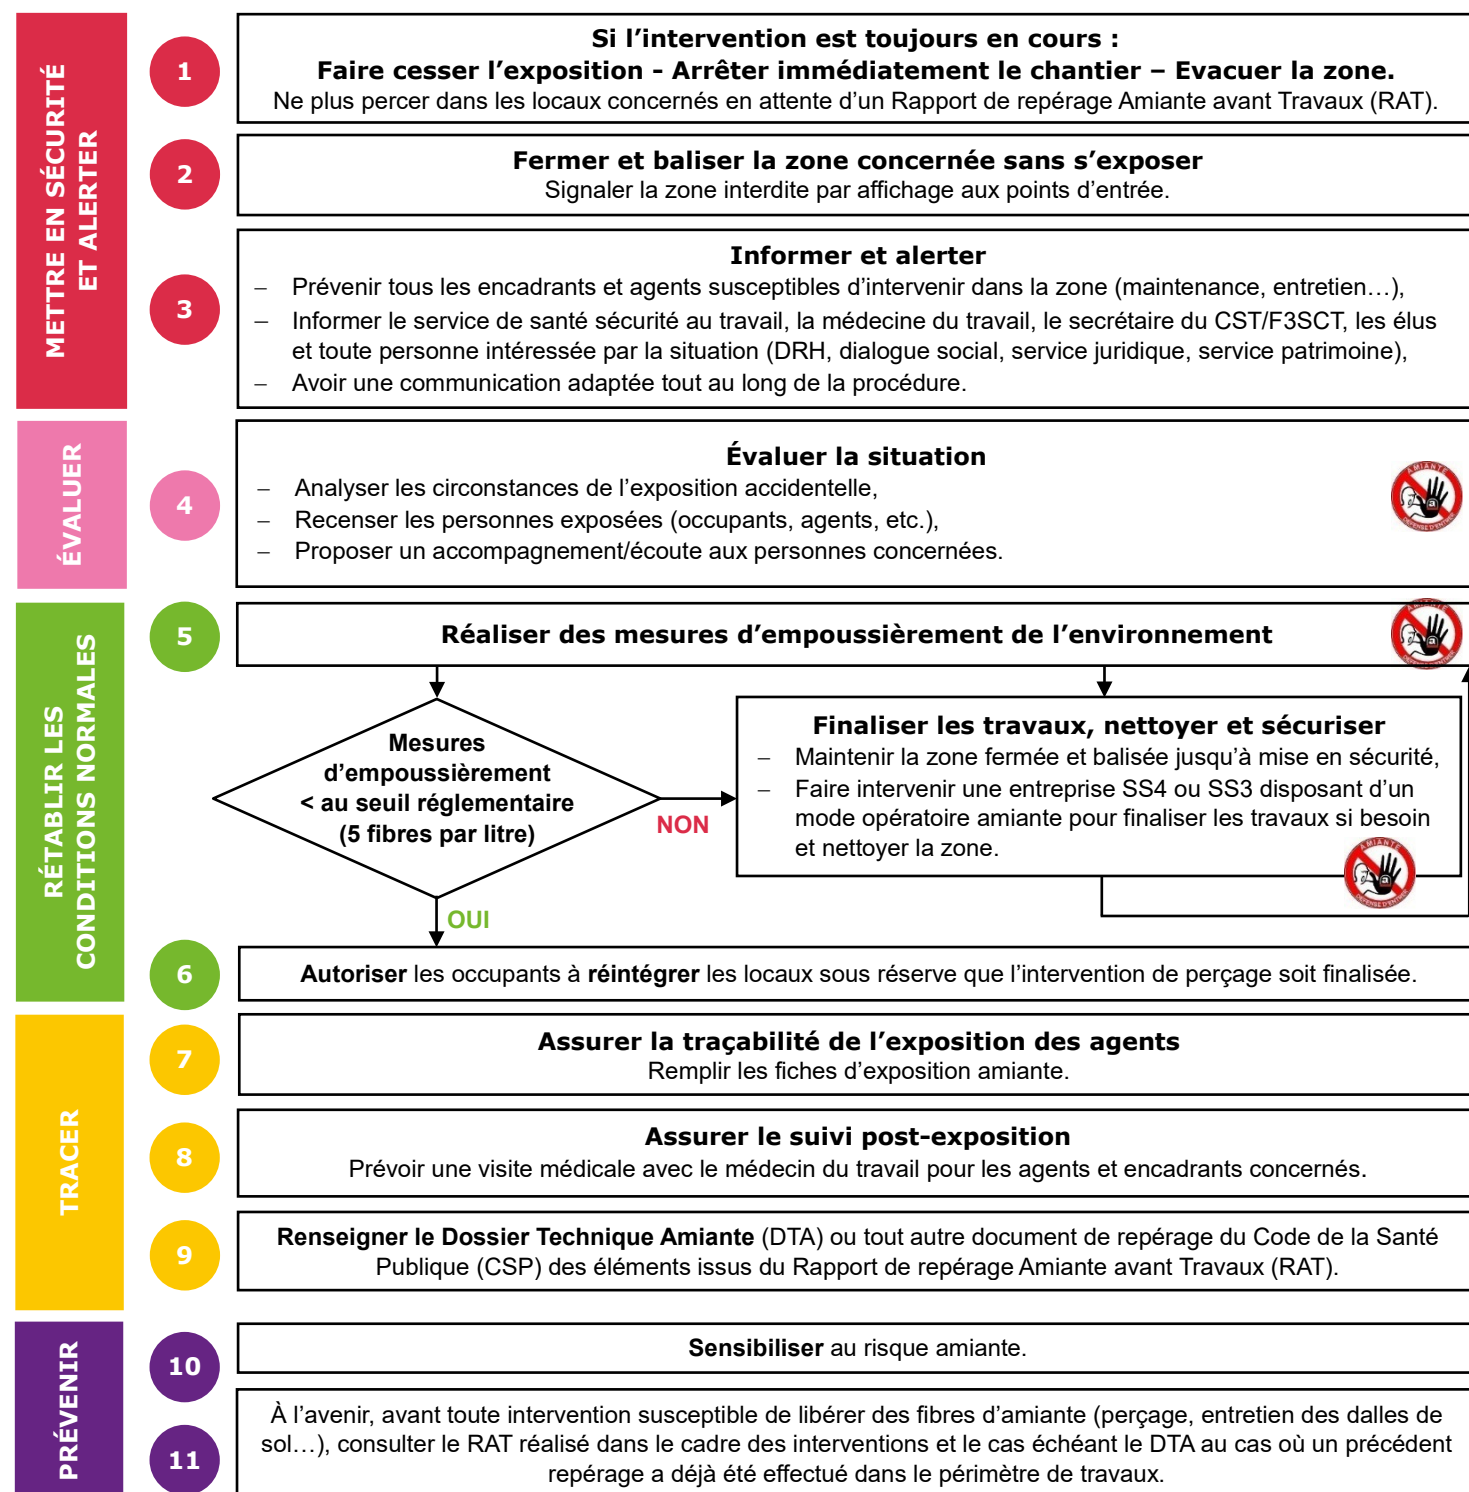 METTRE EN SÉCURITÉ
ET ALERTER
1
Si l’intervention est toujours en cours :
Faire cesser l’exposition - Arrêter immédiatement le chantier – Evacuer la zone.
Ne plus percer dans les locaux concernés en attente d’un Rapport de repérage Amiante avant Travaux (RAT).
2
Fermer et baliser la zone concernée sans s’exposer
Signaler la zone interdite par affichage aux points d’entrée.
3
Informer et alerter
– Prévenir tous les encadrants et agents susceptibles d’intervenir dans la zone (maintenance, entretien…),
– Informer le service de santé sécurité au travail, la médecine du travail, le secrétaire du CST/F3SCT, les élus
et toute personne intéressée par la situation (DRH, dialogue social, service juridique, service patrimoine),
– Avoir une communication adaptée tout au long de la procédure.
ÉVALUER
4
Évaluer la situation
– Analyser les circonstances de l’exposition accidentelle,
– Recenser les personnes exposées (occupants, agents, etc.),
– Proposer un accompagnement/écoute aux personnes concernées.
AMIANTE
DEFENSE D'ENTRER
RÉTABLIR LES
CONDITIONS NORMALES
5
Réaliser des mesures d’empoussièrement de l’environnement
AMIANTE
DEFENSE D'ENTRER
Mesures
d’empoussièrement
< au seuil réglementaire
(5 fibres par litre)
NON
Finaliser les travaux, nettoyer et sécuriser
– Maintenir la zone fermée et balisée jusqu’à mise en sécurité,
– Faire intervenir une entreprise SS4 ou SS3 disposant d’un
mode opératoire amiante pour finaliser les travaux si besoin
et nettoyer la zone.
AMIANTE
DEFENSE D'ENTRER
OUI
6
Autoriser les occupants à réintégrer les locaux sous réserve que l’intervention de perçage soit finalisée.
TRACER
7
Assurer la traçabilité de l’exposition des agents
Remplir les fiches d’exposition amiante.
8
Assurer le suivi post-exposition
Prévoir une visite médicale avec le médecin du travail pour les agents et encadrants concernés.
9
Renseigner le Dossier Technique Amiante (DTA) ou tout autre document de repérage du Code de la Santé
Publique (CSP) des éléments issus du Rapport de repérage Amiante avant Travaux (RAT).
PRÉVENIR
10
Sensibiliser au risque amiante.
11
À l’avenir, avant toute intervention susceptible de libérer des fibres d’amiante (perçage, entretien des dalles de
sol…), consulter le RAT réalisé dans le cadre des interventions et le cas échéant le DTA au cas où un précédent
repérage a déjà été effectué dans le périmètre de travaux.